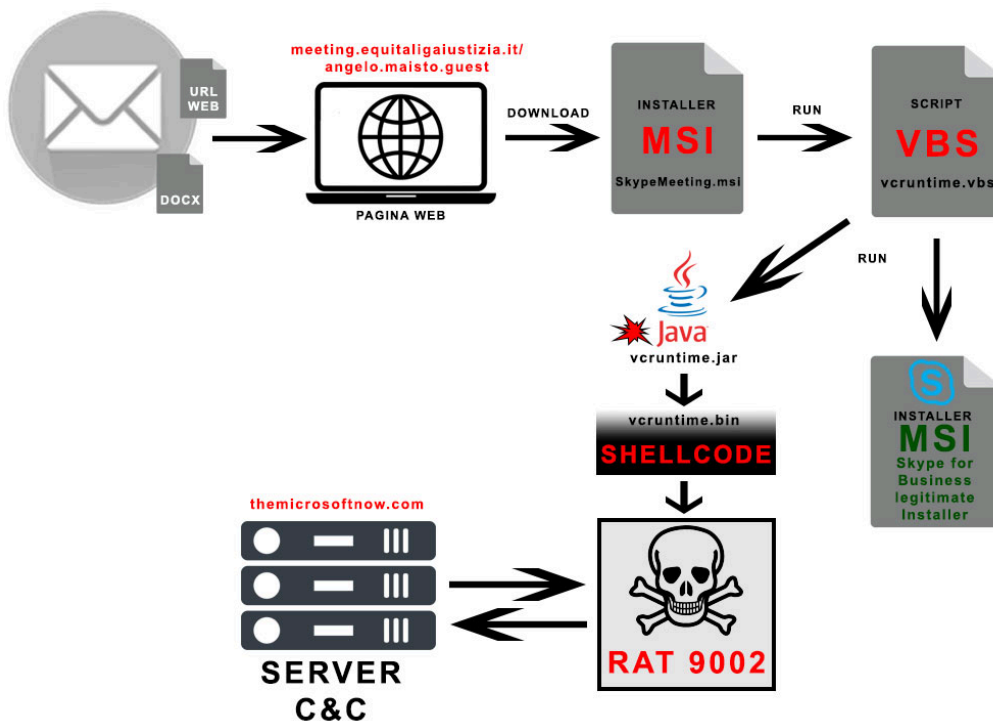 URL
WEB
DOCX
meeting.equitaligaiustizia.it/
angelo.maisto.guest
PAGINA WEB
DOWNLOAD
INSTALLER
MSI
SkypeMeeting.msi
RUN
SCRIPT
VBS
vcruntime.vbs
RUN
Java
vcruntime.jar
vcruntime.bin
SHELLCODE
S
INSTALLER
MSI
Skype for
Business
legitimate
Installer
themicrosoftnow.com
SERVER
C&C
RAT 9002